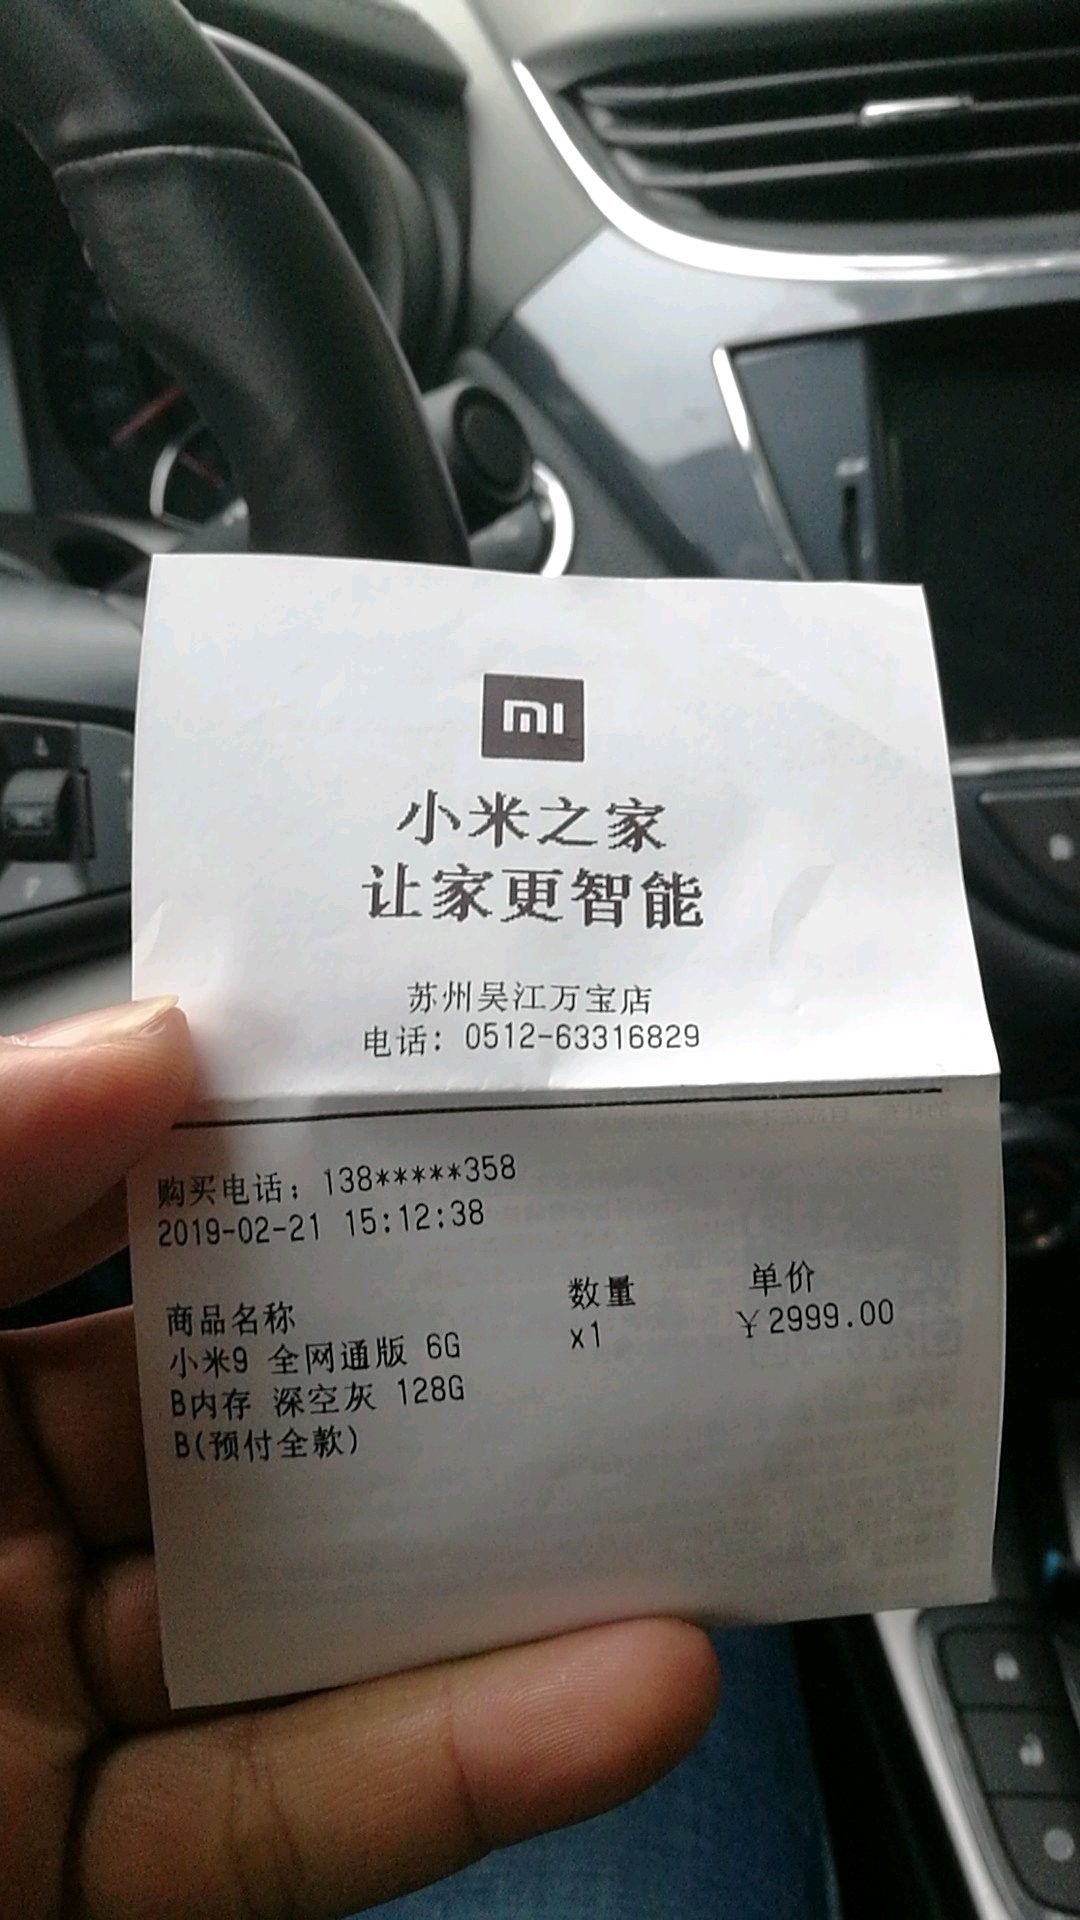 mi
小米之家
让家更智能
苏州吴江万宝店
电话: 0512-63316829
购买电话: 138*****358
2019-02-21 15:12:38
商品名称 数量 单价
小米9 全网通版 6G x1 ￥2999.00
B内存 深空灰 128G
B(预付全款)